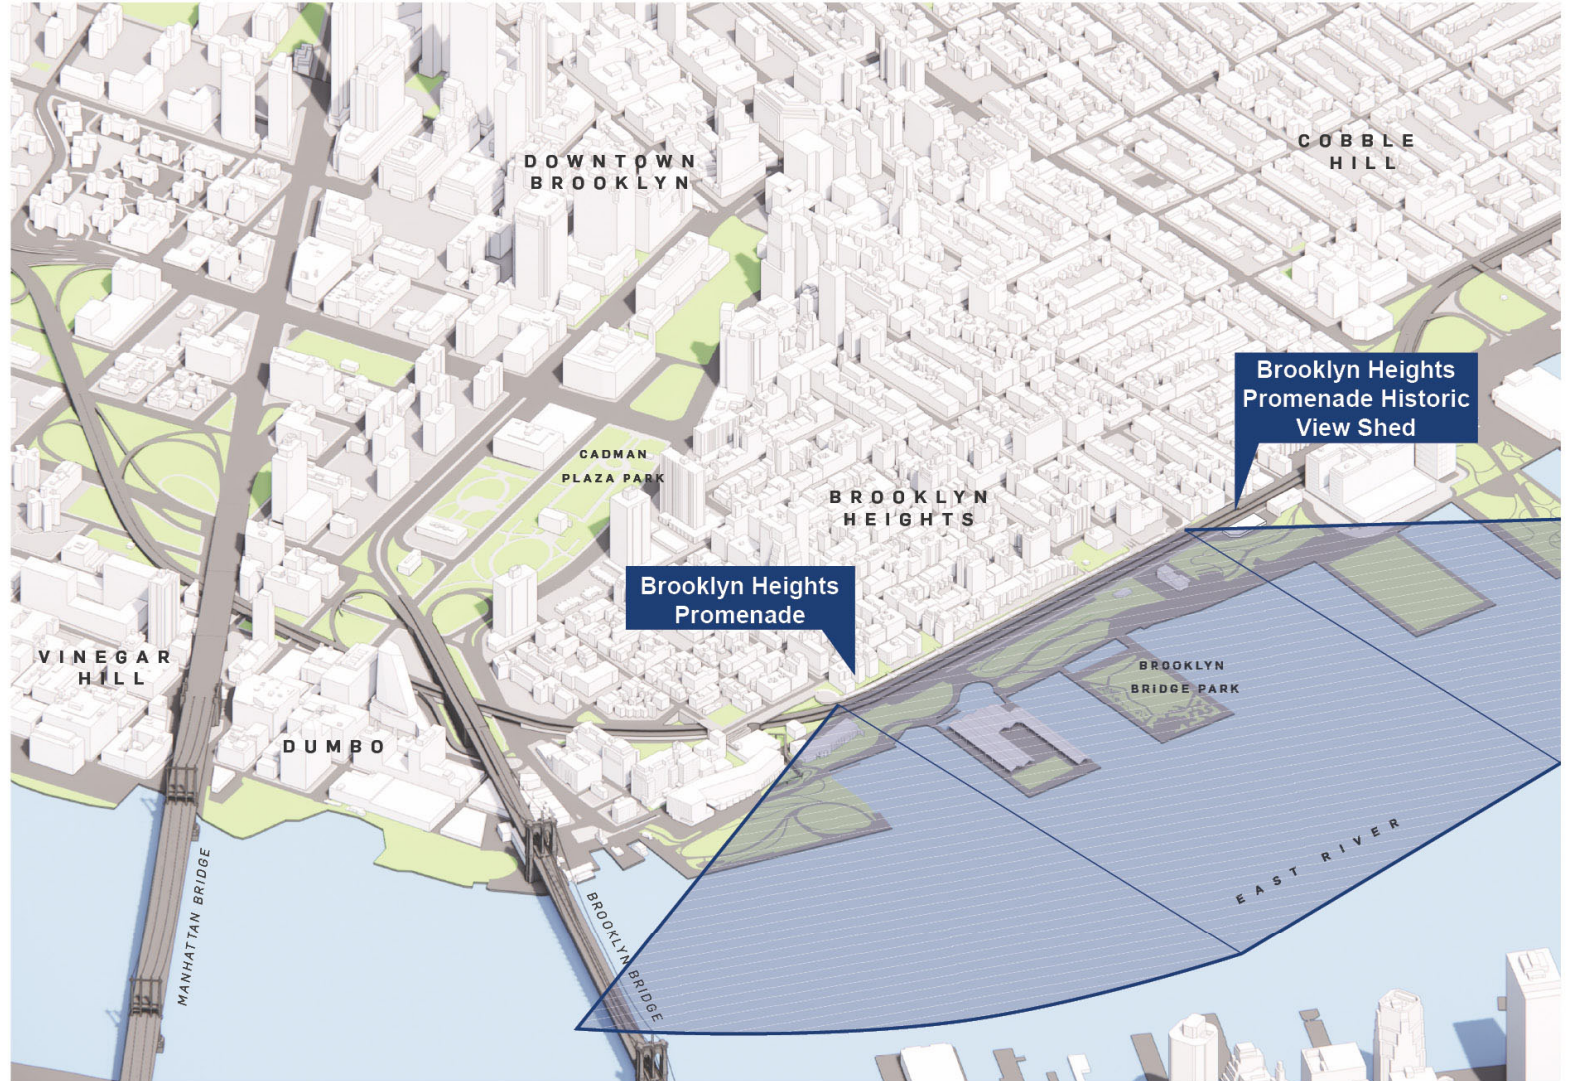 COBBLE
HILL
DOWNTOWN
BROOKLYN
Brooklyn Heights
Promenade Historic
View Shed
CADMAN
PLAZA PARK
BROOKLYN
HEIGHTS
Brooklyn Heights
Promenade
VINEGAR
HILL
BROOKLYN
BRIDGE PARK
DUMBO
EAST RIVER
MANHATTAN BRIDGE
BROOKLYN BRIDGE